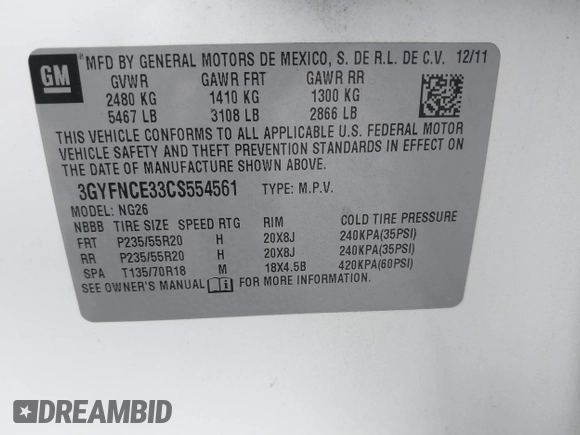 GM
MFD BY GENERAL MOTORS DE MEXICO, S. DE R.L. DE C.V. 12/11
GVWR GAWR FRT GAWR RR
2480 KG 1410 KG 1300 KG
5467 LB 3108 LB 2866 LB
THIS VEHICLE CONFORMS TO ALL APPLICABLE U.S. FEDERAL MOTOR
VEHICLE SAFETY AND THEFT PREVENTION STANDARDS IN EFFECT ON THE
DATE OF MANUFACTURE SHOWN ABOVE.
3GYFNCE33CS554561 TYPE: M.P.V.
MODEL: NG26
NBBB TIRE SIZE SPEED RTG RIM COLD TIRE PRESSURE
FRT P235/55R20 H 20X8J 240KPA(35PSI)
RR P235/55R20 H 20X8J 240KPA(35PSI)
SPA T135/70R18 M 18X4.5B 420KPA(60PSI)
SEE OWNER'S MANUAL FOR MORE INFORMATION.
DREAMBID